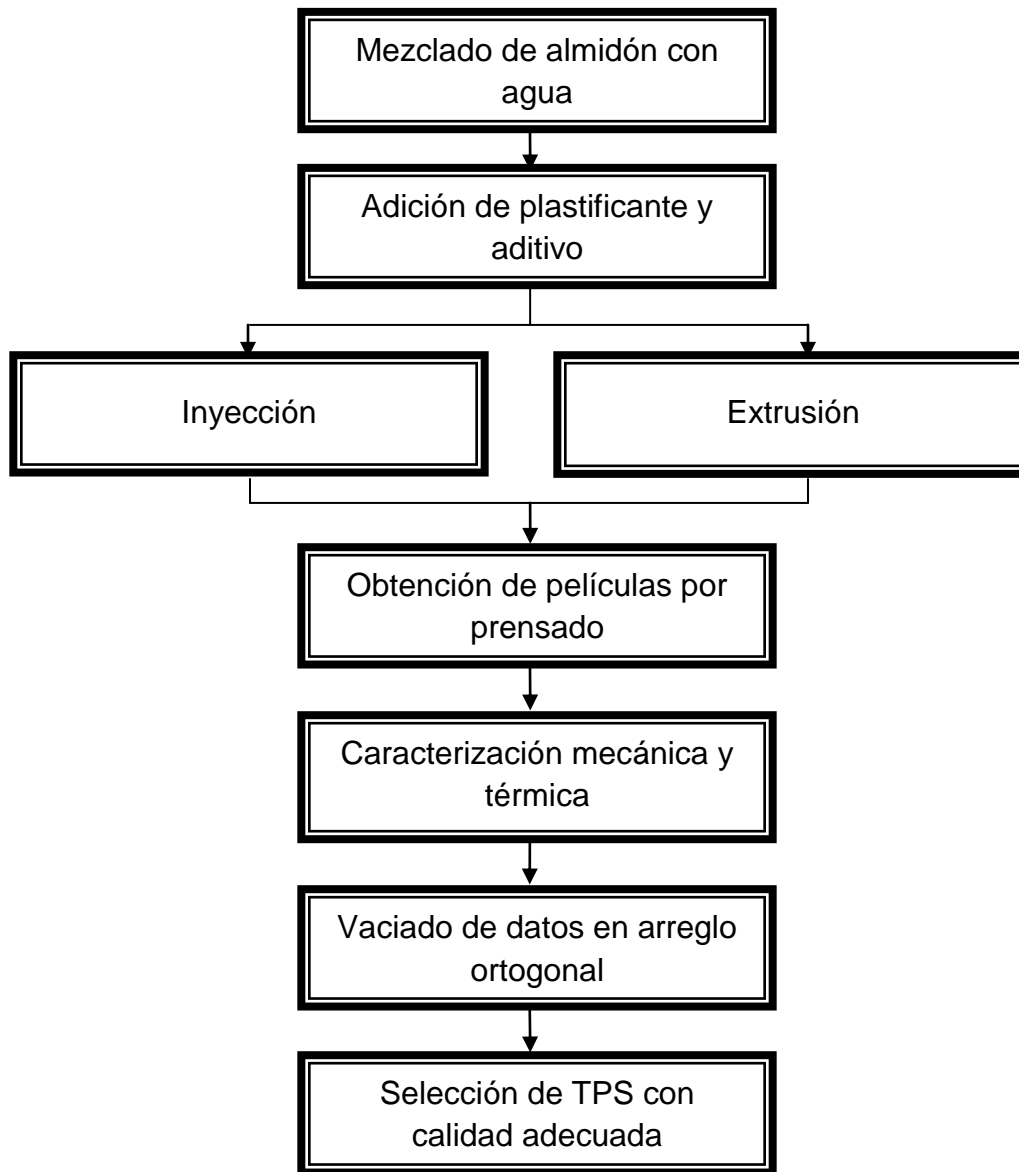 Mezclado de almidón con
agua
Adición de plastificante y
aditivo
Inyección
Extrusión
Obtención de películas por
prensado
Caracterización mecánica y
térmica
Vaciado de datos en arreglo
ortogonal
Selección de TPS con
calidad adecuada